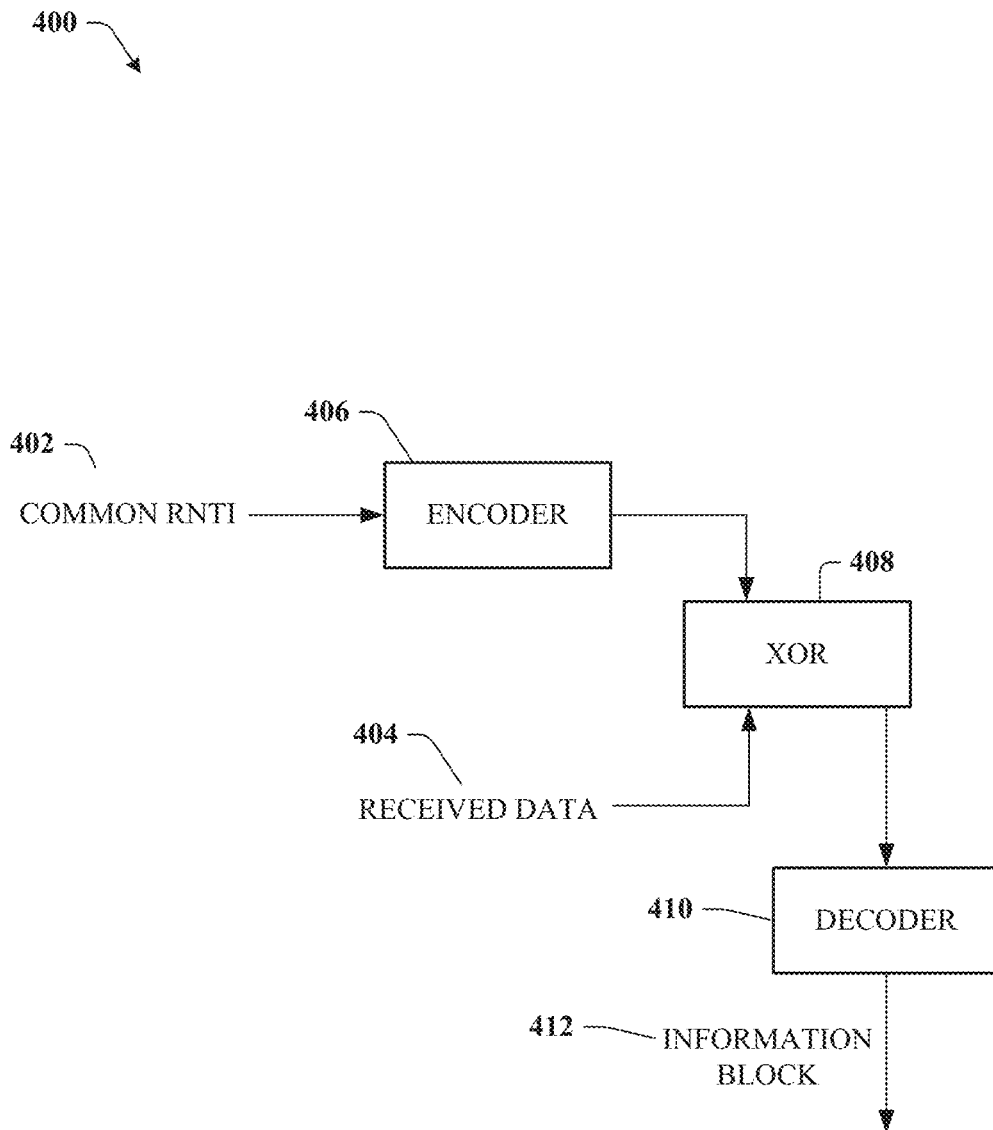 400
406
402
COMMON RNTI
ENCODER
408
XOR
404
RECEIVED DATA
410
DECODER
412
INFORMATION
BLOCK